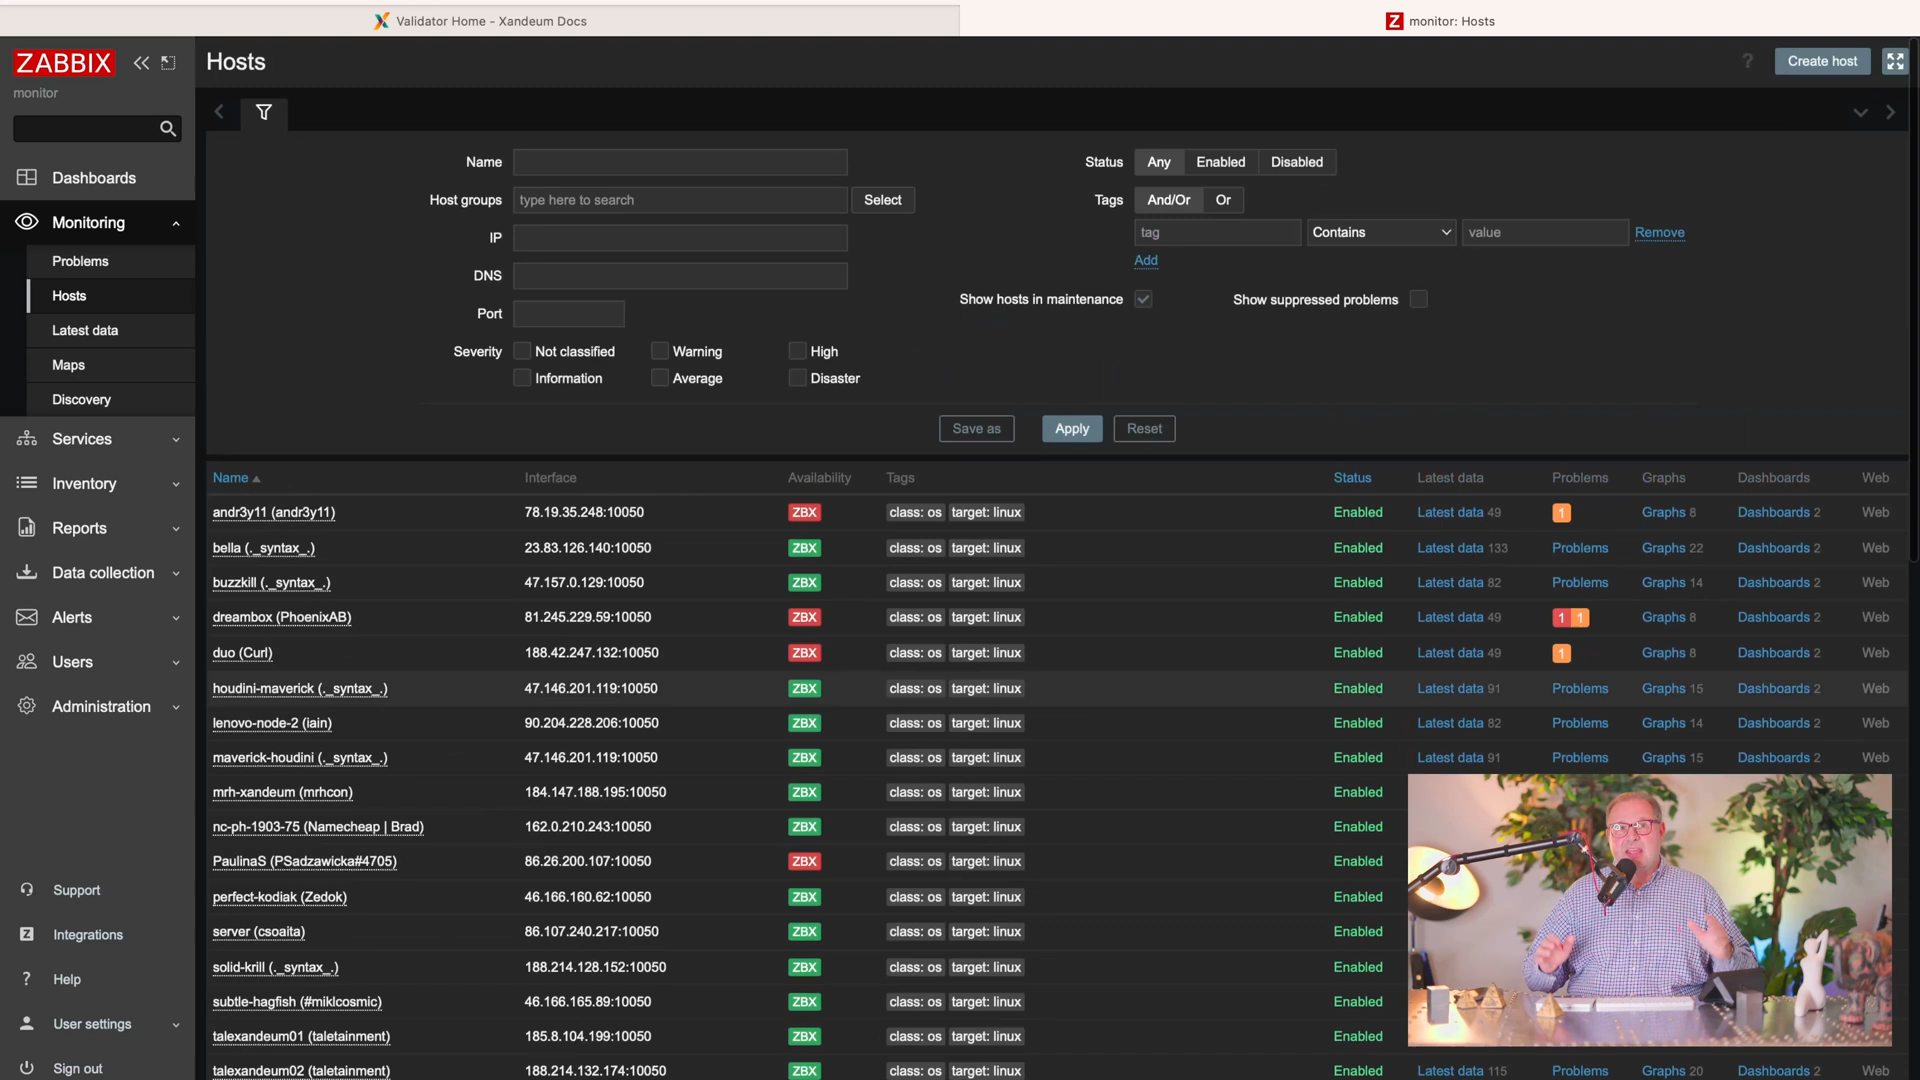 Validator Home - Xandeum Docs
Z monitor: Hosts
ZABBIX
monitor
Dashboards
Monitoring
Problems
Hosts
Latest data
Maps
Discovery
Services
Inventory
Reports
Data collection
Alerts
Users
Administration
Support
Z Integrations
? Help
User settings
Sign out
Hosts
? Create host
Name
Host groups type here to search Select
IP
DNS
Port
Severity Not classified Warning High
Information Average Disaster
Status Any Enabled Disabled
Tags And/Or Or
tag Contains value Remove
Add
Show hosts in maintenance Show suppressed problems
Save as Apply Reset
Name Interface Availability Tags Status Latest data Problems Graphs Dashboards Web
andr3y11 (andr3y11) 78.19.35.248:10050 ZBX class: os target: linux Enabled Latest data 49 1 Graphs 8 Dashboards 2 Web
bella (._syntax_.) 23.83.126.140:10050 ZBX class: os target: linux Enabled Latest data 133 Problems Graphs 22 Dashboards 2 Web
buzzkill (._syntax_.) 47.157.0.129:10050 ZBX class: os target: linux Enabled Latest data 82 Problems Graphs 14 Dashboards 2 Web
dreambox (PhoenixAB) 81.245.229.59:10050 ZBX class: os target: linux Enabled Latest data 49 1 1 Graphs 8 Dashboards 2 Web
duo (Curl) 188.42.247.132:10050 ZBX class: os target: linux Enabled Latest data 49 1 Graphs 8 Dashboards 2 Web
houdini-maverick (._syntax_.) 47.146.201.119:10050 ZBX class: os target: linux Enabled Latest data 91 Problems Graphs 15 Dashboards 2 Web
lenovo-node-2 (iain) 90.204.228.206:10050 ZBX class: os target: linux Enabled Latest data 82 Problems Graphs 14 Dashboards 2 Web
maverick-houdini (._syntax_.) 47.146.201.119:10050 ZBX class: os target: linux Enabled Latest data 91 Problems Graphs 15 Dashboards 2 Web
mrh-xandeum (mrhcon) 184.147.188.195:10050 ZBX class: os target: linux Enabled
nc-ph-1903-75 (Namecheap | Brad) 162.0.210.243:10050 ZBX class: os target: linux Enabled
PaulinaS (PSadzawicka#4705) 86.26.200.107:10050 ZBX class: os target: linux Enabled
perfect-kodiak (Zedok) 46.166.160.62:10050 ZBX class: os target: linux Enabled
server (csoaita) 86.107.240.217:10050 ZBX class: os target: linux Enabled
solid-krill (._syntax_.) 188.214.128.152:10050 ZBX class: os target: linux Enabled
subtle-hagfish (#miklcosmic) 46.166.165.89:10050 ZBX class: os target: linux Enabled
talexandeum01 (taletainment) 185.8.104.199:10050 ZBX class: os target: linux Enabled
talexandeum02 (taletainment) 188.214.132.174:10050 ZBX class: os target: linux Enabled Latest data 115 Problems Graphs 20 Dashboards 2 Web